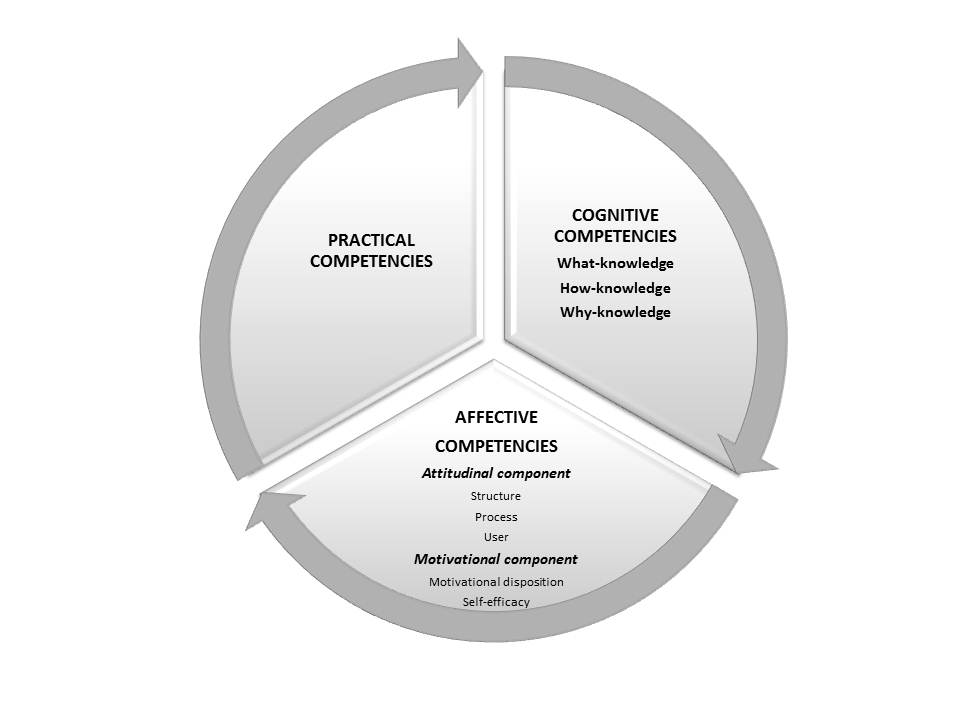 PRACTICAL
COMPETENCIES
COGNITIVE
COMPETENCIES
What-knowledge
How-knowledge
Why-knowledge
AFFECTIVE
COMPETENCIES
Attitudinal component
Structure
Process
User
Motivational component
Motivational disposition
Self-efficacy